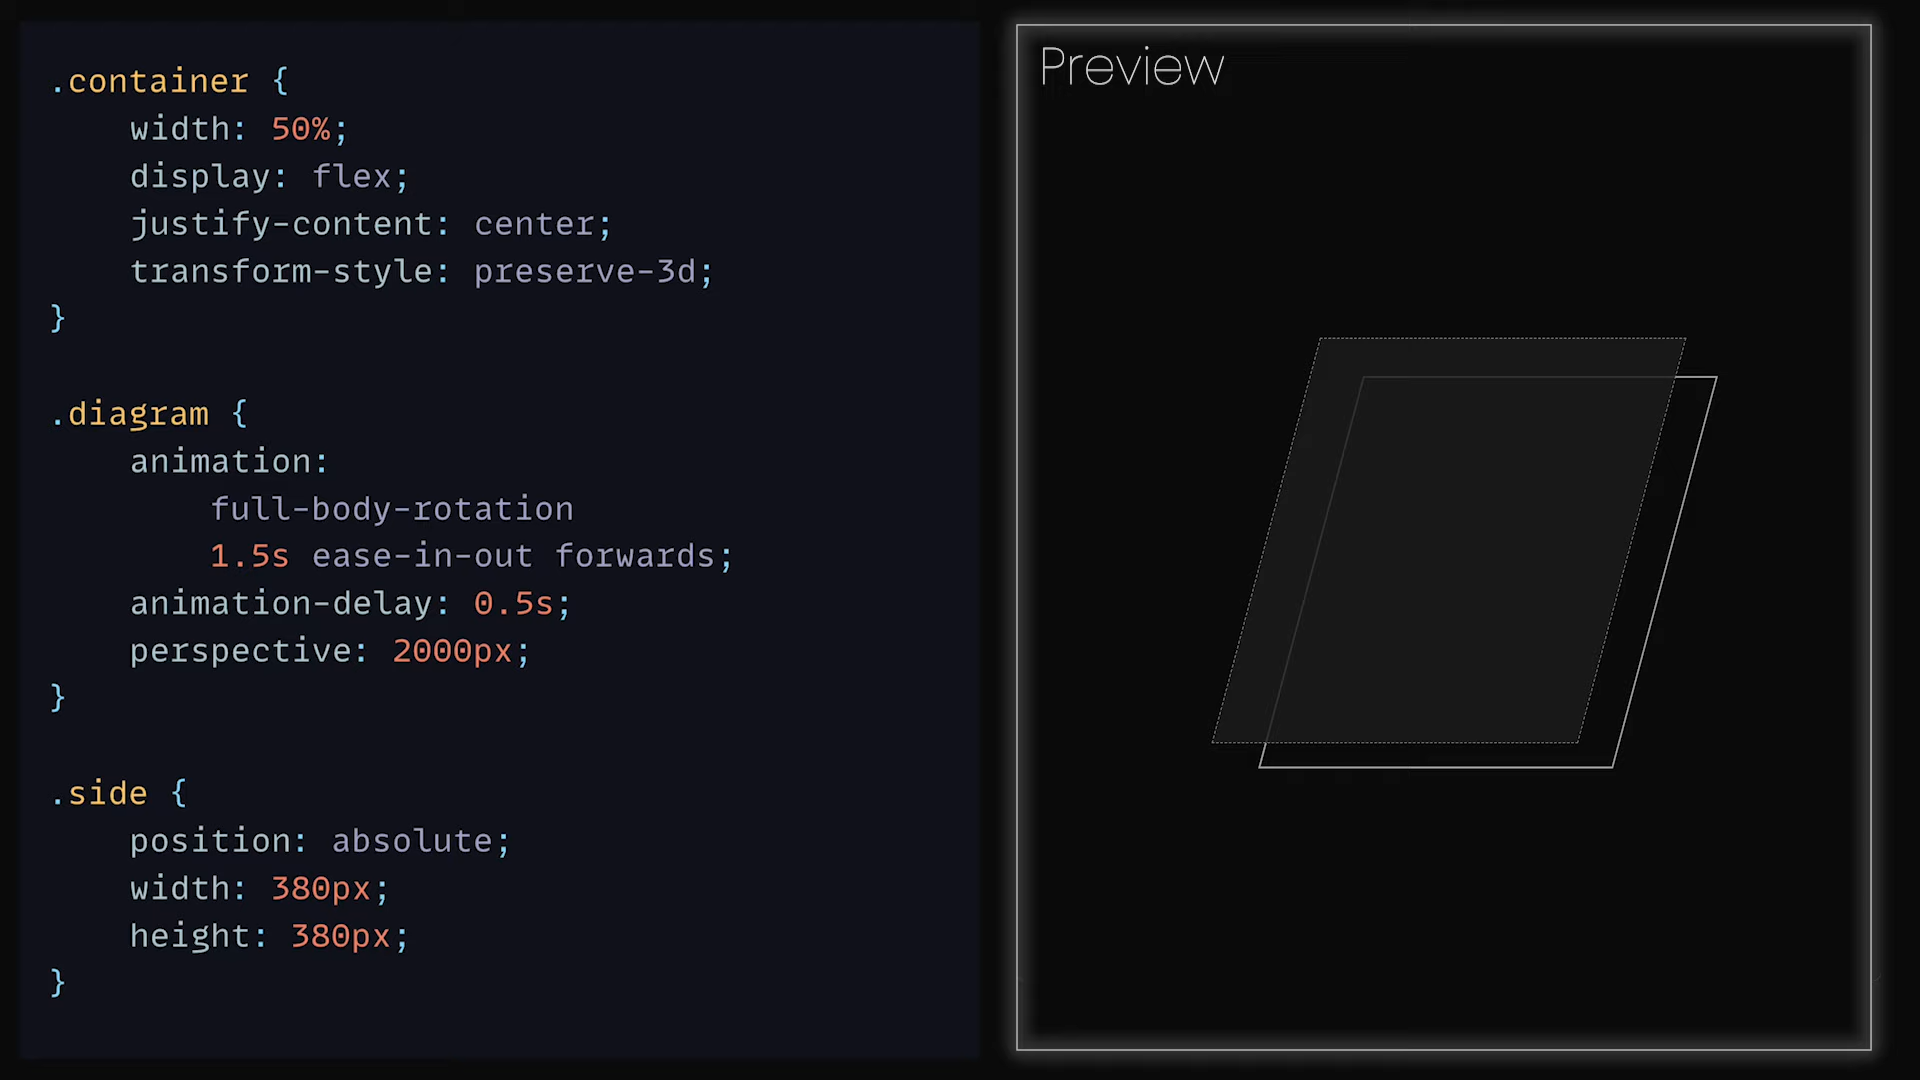 .container {
    width: 50%;
    display: flex;
    justify-content: center;
    transform-style: preserve-3d;
}
.diagram {
    animation:
        full-body-rotation
        1.5s ease-in-out forwards;
    animation-delay: 0.5s;
    perspective: 2000px;
}
.side {
    position: absolute;
    width: 380px;
    height: 380px;
}
Preview